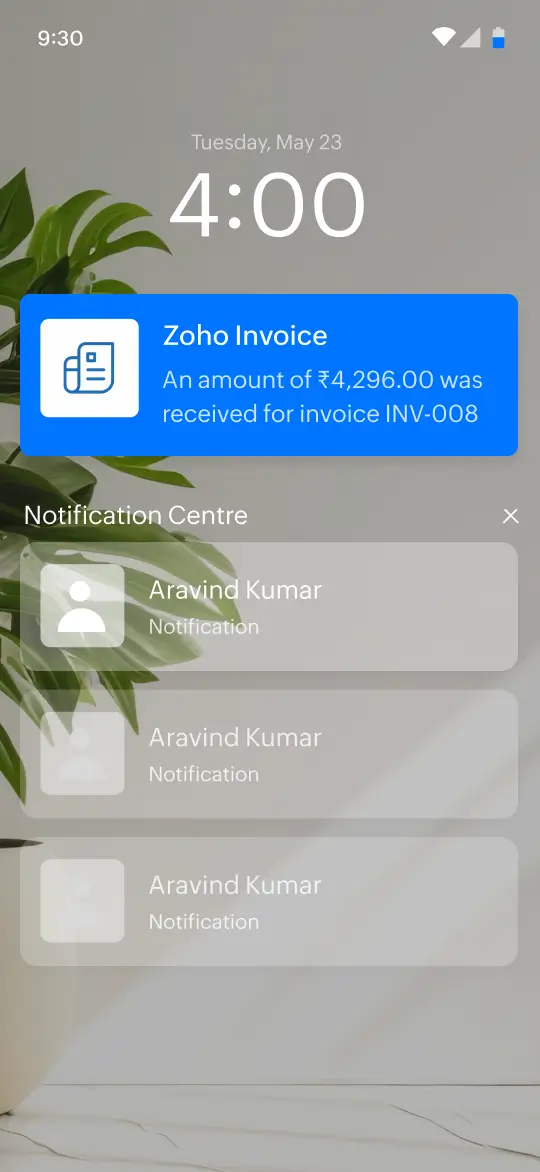 9:30
Tuesday, May 23
4:00
Zoho Invoice
An amount of ₹4,296.00 was
received for invoice INV-008
Notification Centre
Aravind Kumar
Notification
Aravind Kumar
Notification
Aravind Kumar
Notification